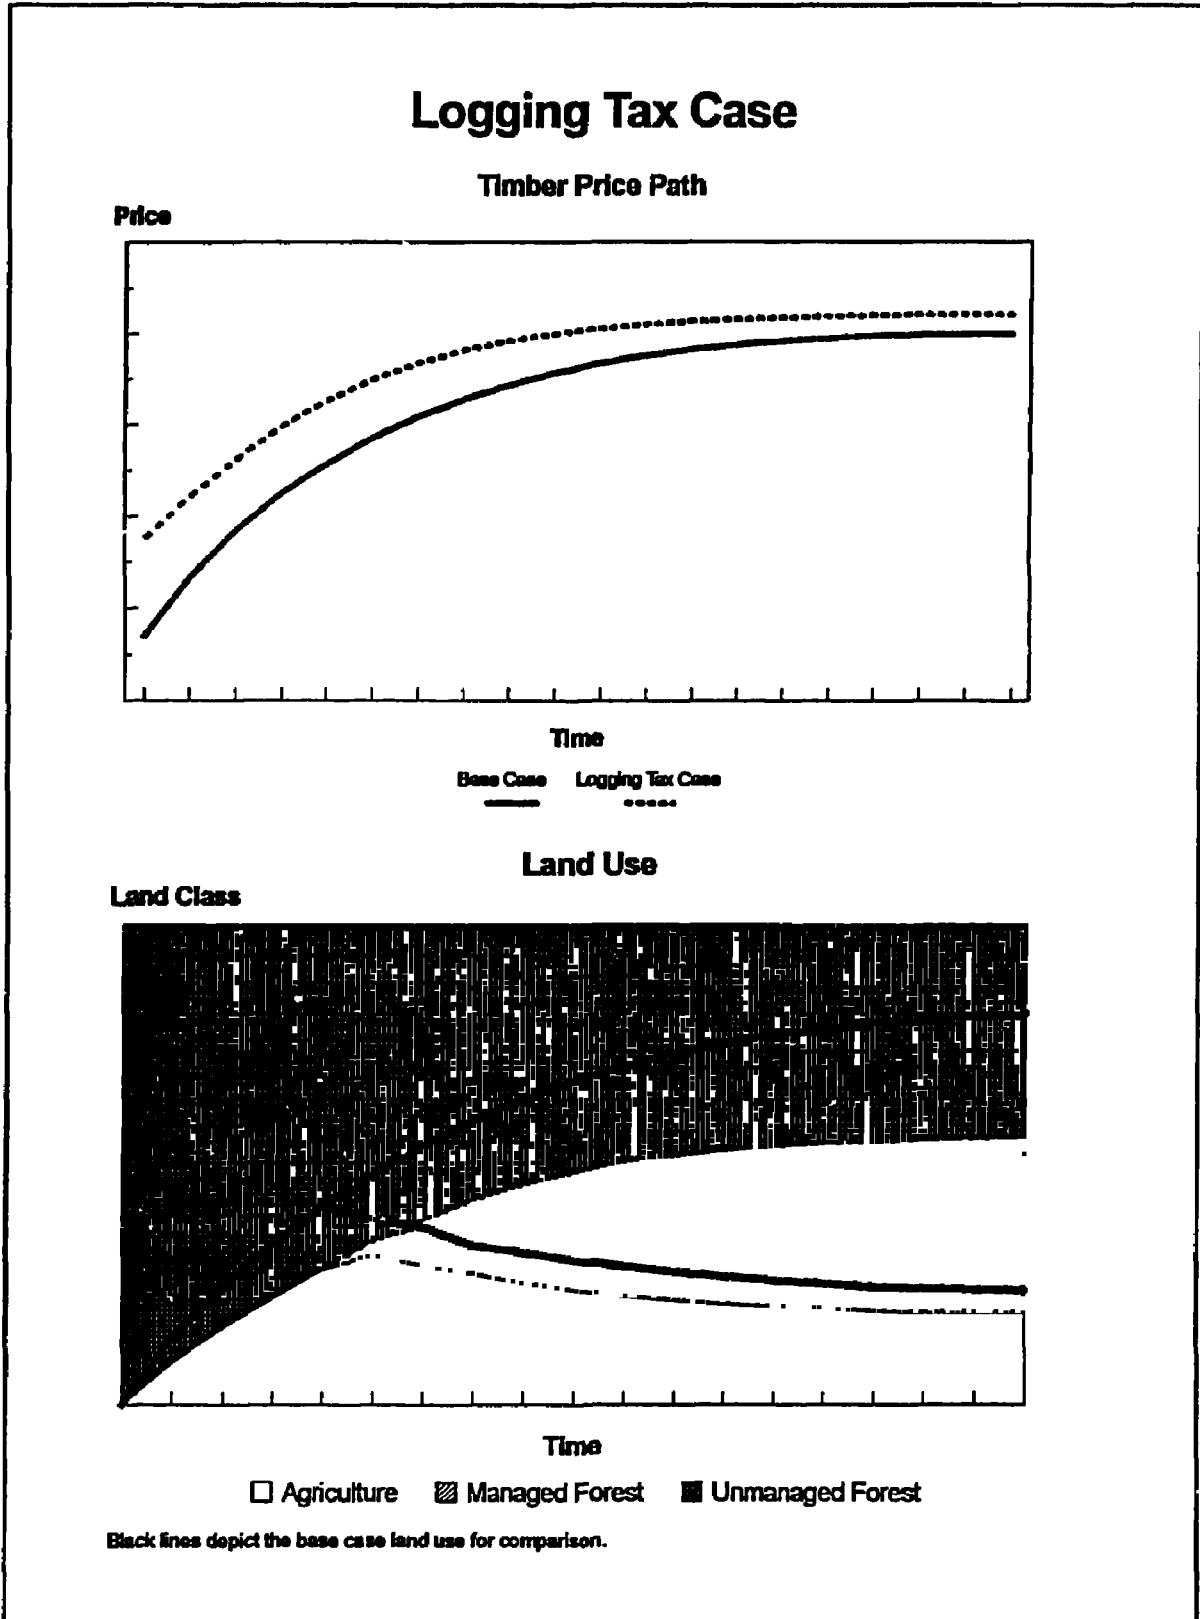 Logging Tax Case
Timber Price Path
Price
Time
Base Case Logging Tax Case
Land Use
Land Class
Time
Agriculture Managed Forest Unmanaged Forest
Black lines depict the base case land use for comparison.